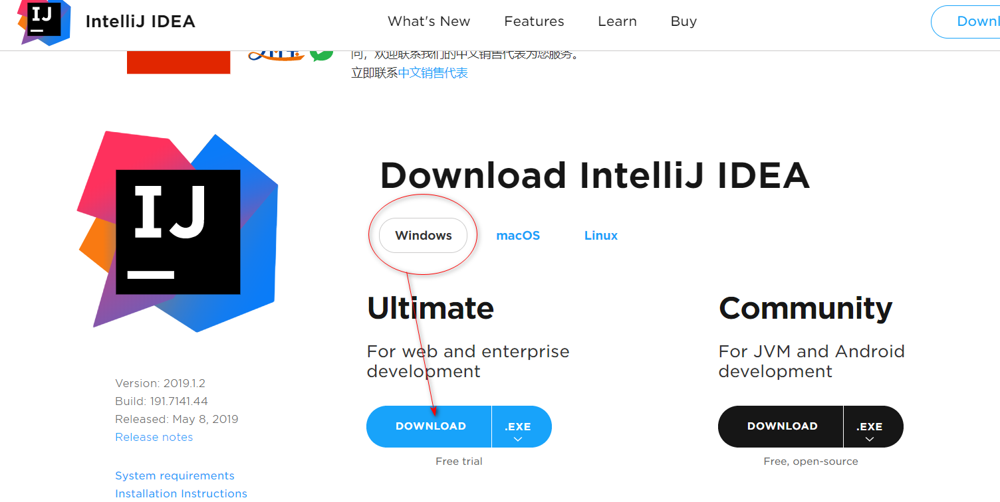 IJ
IntelliJ IDEA
What's New
Features
Learn
Buy
Downl
问，欢迎联系我们的中文销售代表为您服务。
立即联系中文销售代表
IJ
Download IntelliJ IDEA
Windows
macOS
Linux
Ultimate
For web and enterprise
development
DOWNLOAD
.EXE
Free trial
Community
For JVM and Android
development
DOWNLOAD
.EXE
Free, open-source
Version: 2019.1.2
Build: 191.7141.44
Released: May 8, 2019
Release notes
System requirements
Installation Instructions